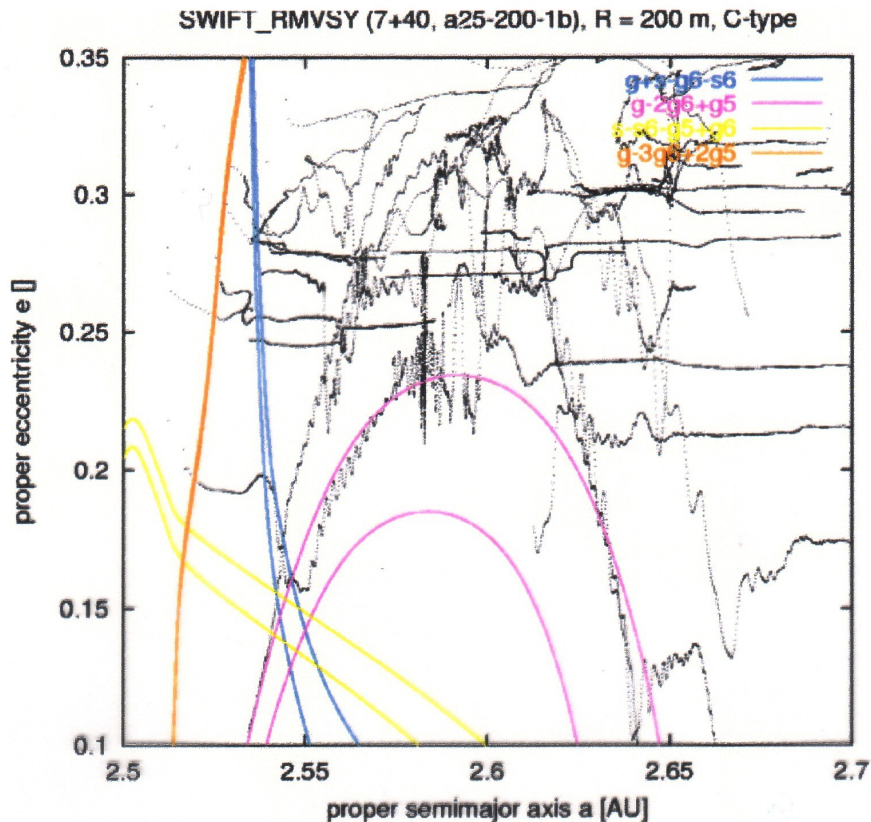 SWIFT_RMVSY (7+40, a25-200-1b), R = 200 m, C-type
g+s-g6-s6
g-2g6+g5
s-s6-g5+g6
g-3g6+2g5
0.35
0.3
0.25
0.2
0.15
0.1
proper eccentricity e []
2.5 2.55 2.6 2.65 2.7
proper semimajor axis a [AU]